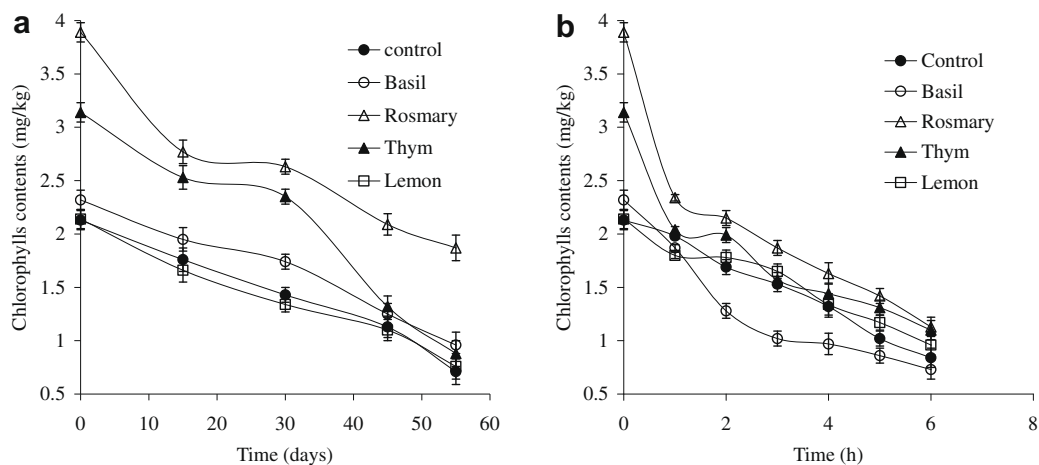 a
Chlorophylls contents (mg/kg)
4
3.5
3
2.5
2
1.5
1
0.5
0
10
20
30
40
50
60
Time (days)
control
Basil
Rosmary
Thym
Lemon
b
Chlorophylls contents (mg/kg)
4
3.5
3
2.5
2
1.5
1
0.5
0
2
4
6
8
Time (h)
Control
Basil
Rosmary
Thym
Lemon